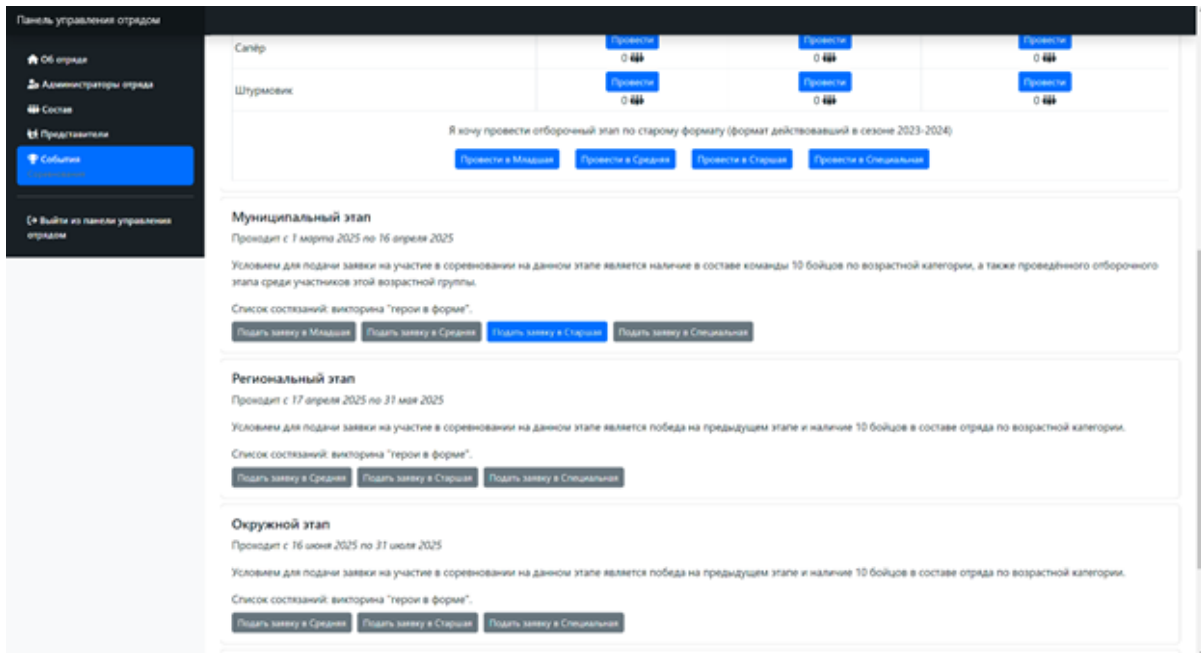 Панель управления отрядом
Об отряде
Администраторы отряда
Состав
Представители
События
Соревнования
Выйти из панели управления
отрядом
Сапёр
Провести
Провести
Провести
0
0
0
Штурмовик
Провести
Провести
Провести
0
0
0
Я хочу провести отборочный этап по старому формату (формат действовавший в сезоне 2023-2024)
Провести в Младшая
Провести в Средняя
Провести в Старшая
Провести в Специальная
Муниципальный этап
Проходит с 1 марта 2025 по 16 апреля 2025
Условием для подачи заявки на участие в соревновании на данном этапе является наличие в составе команды 10 бойцов по возрастной категории, а также проведённого отборочного
этапа среди участников этой возрастной группы.
Список состязаний: викторина "герои в форме".
Подать заявку в Младшая
Подать заявку в Средняя
Подать заявку в Старшая
Подать заявку в Специальная
Региональный этап
Проходит с 17 апреля 2025 по 31 мая 2025
Условием для подачи заявки на участие в соревновании на данном этапе является победа на предыдущем этапе и наличие 10 бойцов в составе отряда по возрастной категории.
Список состязаний: викторина "герои в форме".
Подать заявку в Средняя
Подать заявку в Старшая
Подать заявку в Специальная
Окружной этап
Проходит с 16 июня 2025 по 31 июля 2025
Условием для подачи заявки на участие в соревновании на данном этапе является победа на предыдущем этапе и наличие 10 бойцов в составе отряда по возрастной категории.
Список состязаний: викторина "герои в форме".
Подать заявку в Средняя
Подать заявку в Старшая
Подать заявку в Специальная